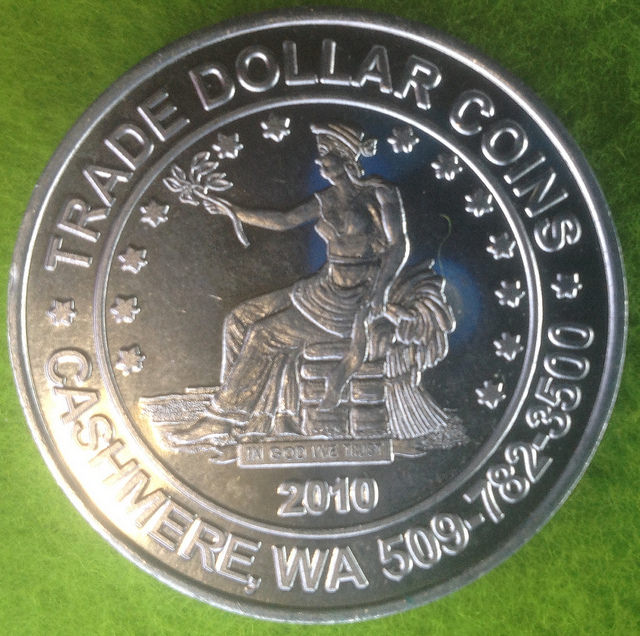 TRADE DOLLAR COINS
CASHMERE, WA 509-782-3500
IN GOD WE TRUST
2010